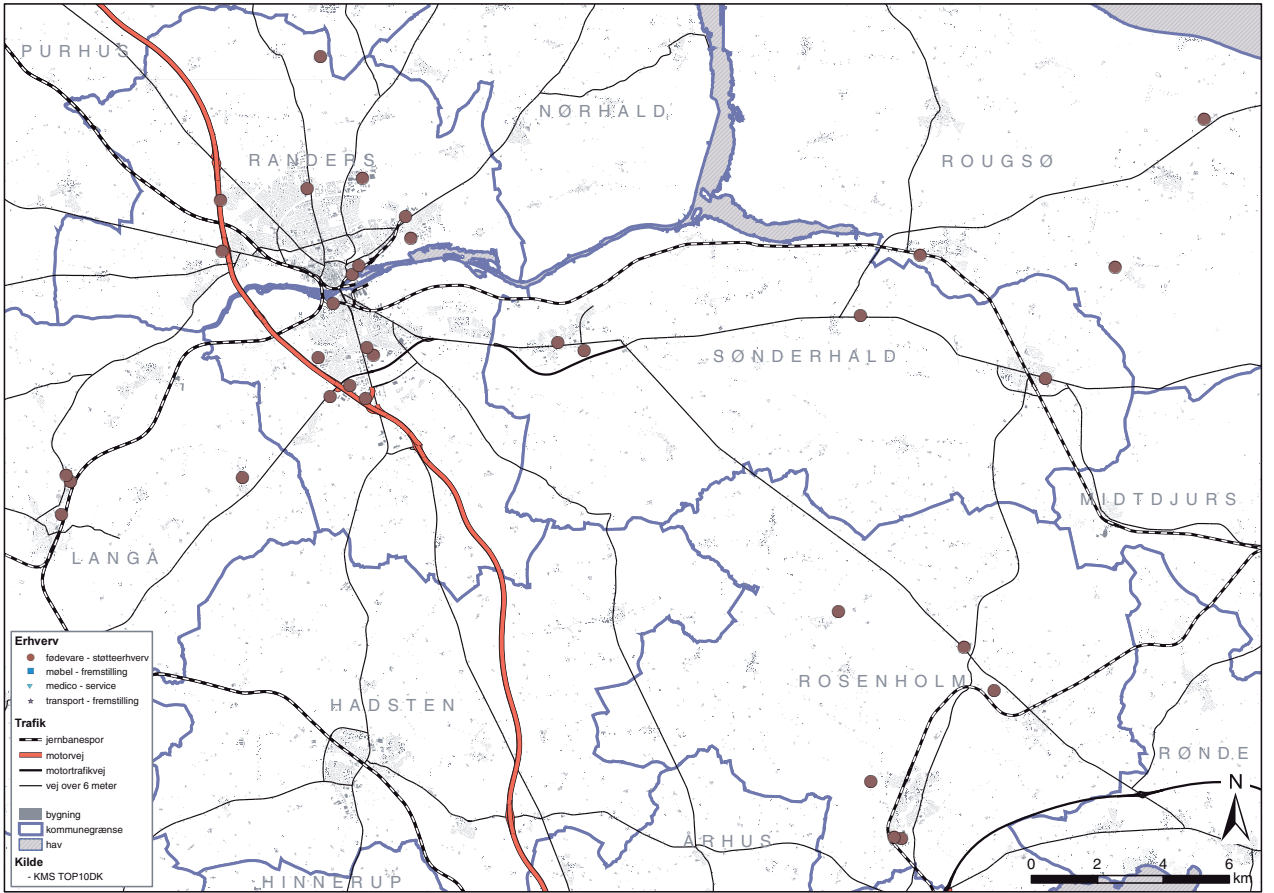 PURHUS
NØRHALD
RANDERS
ROUGSØ
SØNDERHALD
MIDTDJURS
LANGÅ
ROSENHOLM
HADSTEN
RØNDE
ÅRHUS
HINNERUP
Erhverv
fødevare - støtteerhverv
møbel - fremstilling
medico - service
transport - fremstilling
Trafik
jernbanespor
motorvej
motortrafikvej
vej over 6 meter
bygning
kommunegrænse
hav
Kilde
- KMS TOP10DK
N
0 2 4 6
km